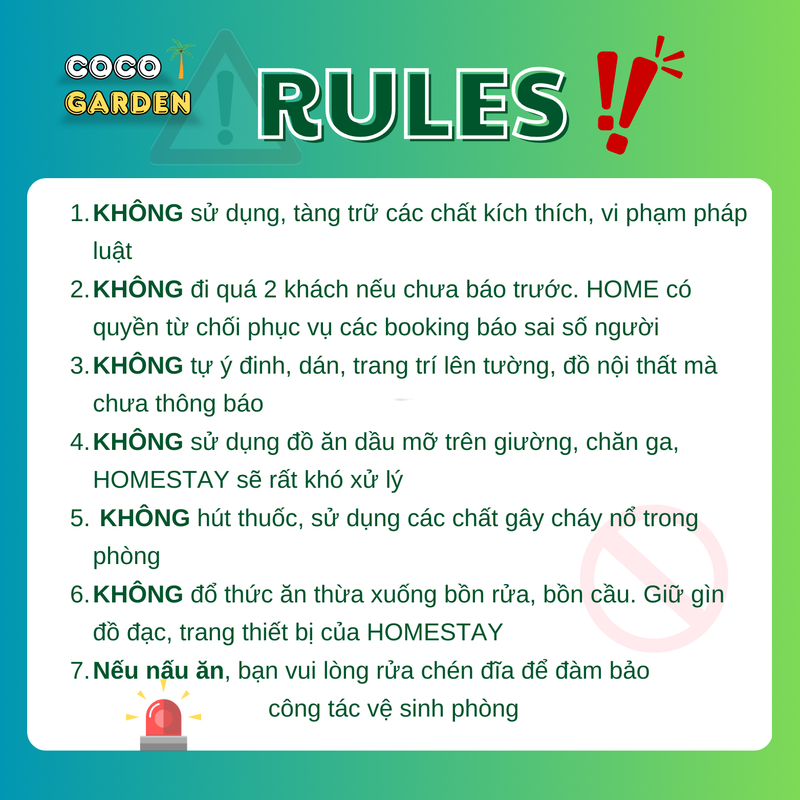 COCO
GARDEN
RULES
1. KHÔNG sử dụng, tàng trữ các chất kích thích, vi phạm pháp
luật
2. KHÔNG đi quá 2 khách nếu chưa báo trước. HOME có
quyền từ chối phục vụ các booking báo sai số người
3. KHÔNG tự ý đinh, dán, trang trí lên tường, đồ nội thất mà
chưa thông báo
4. KHÔNG sử dụng đồ ăn dầu mỡ trên giường, chăn ga,
HOMESTAY sẽ rất khó xử lý
5. KHÔNG hút thuốc, sử dụng các chất gây cháy nổ trong
phòng
6. KHÔNG đổ thức ăn thừa xuống bồn rửa, bồn cầu. Giữ gìn
đồ đạc, trang thiết bị của HOMESTAY
7. Nếu nấu ăn, bạn vui lòng rửa chén đĩa để đàm bảo
công tác vệ sinh phòng